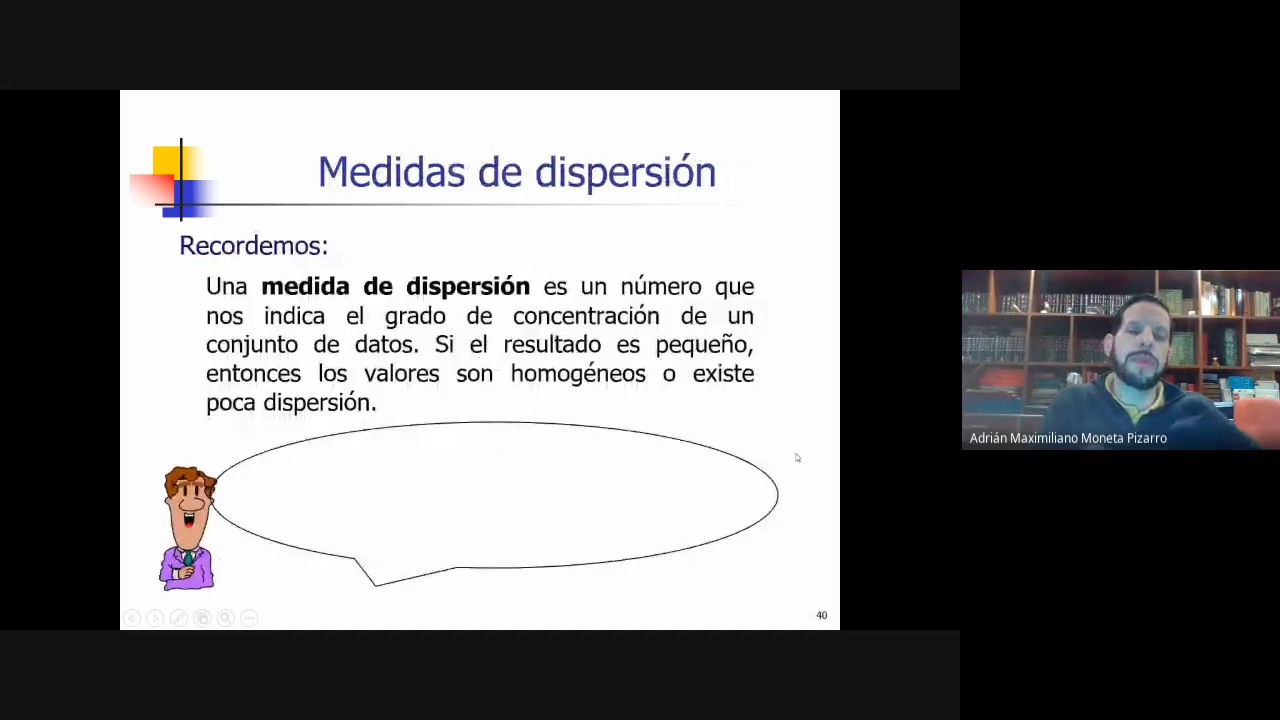 Medidas de dispersión
Recordemos:
Una medida de dispersión es un número que
nos indica el grado de concentración de un
conjunto de datos. Si el resultado es pequeño,
entonces los valores son homogéneos o existe
poca dispersión.
40
Adrián Maximiliano Moneta Pizarro